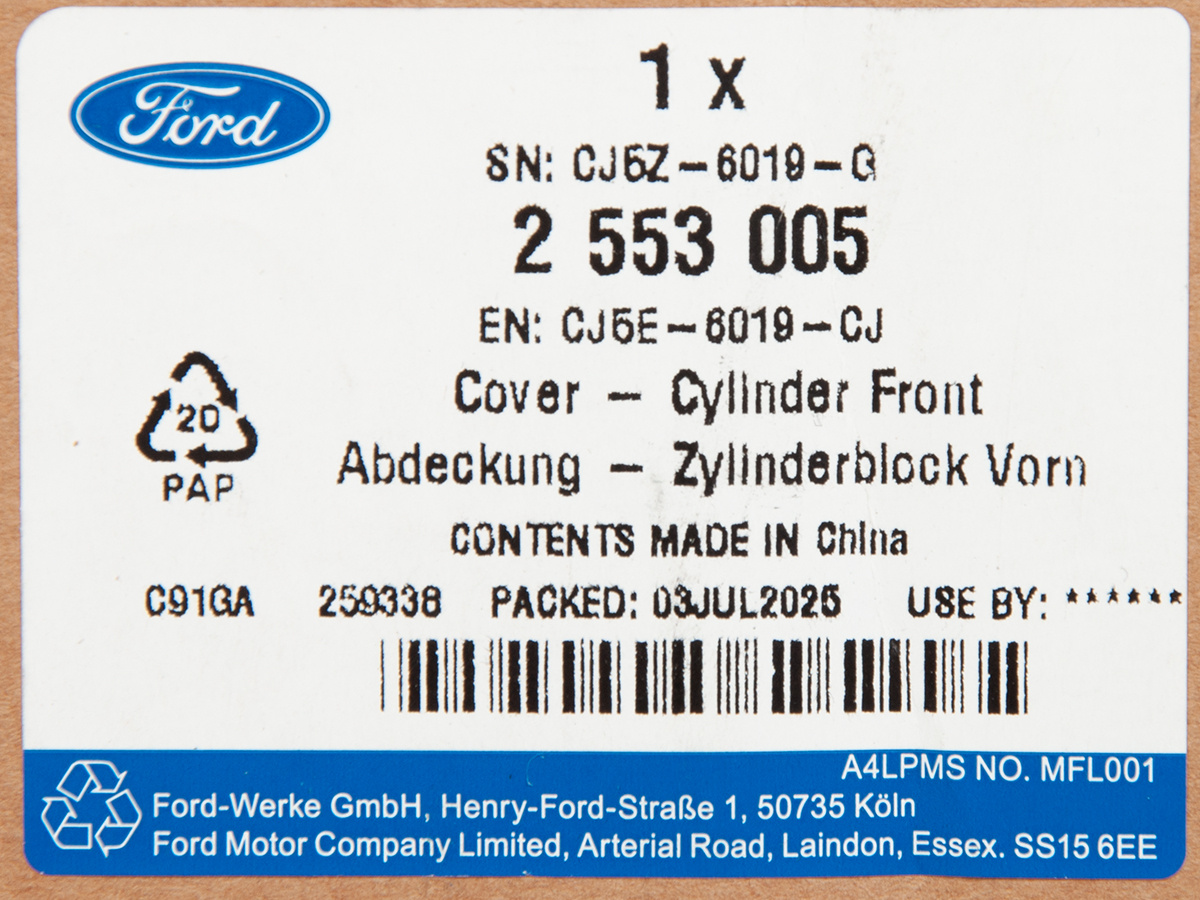 Ford
1 x
SN: CJ5Z-6019-G
2 553 005
EN: CJ5E-6019-CJ
Cover - Cylinder Front
Abdeckung - Zylinderblock Vorn
20
PAP
CONTENTS MADE IN China
C91GA 259338 PACKED: 03JUL2025 USE BY: ******
A4LPMS NO. MFL001
Ford-Werke GmbH, Henry-Ford-Straße 1, 50735 Köln
Ford Motor Company Limited, Arterial Road, Laindon, Essex. SS15 6EE